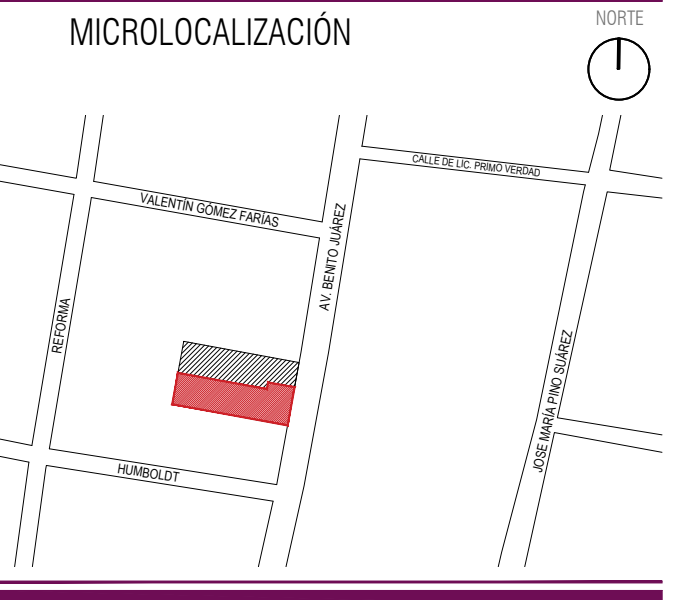 MICROLOCALIZACIÓN
NORTE
CALLE DE LIC. PRIMO VERDAD
VALENTÍN GÓMEZ FARÍAS
AV. BENITO JUÁREZ
REFORMA
JOSE MARÍA PINO SUÁREZ
HUMBOLDT